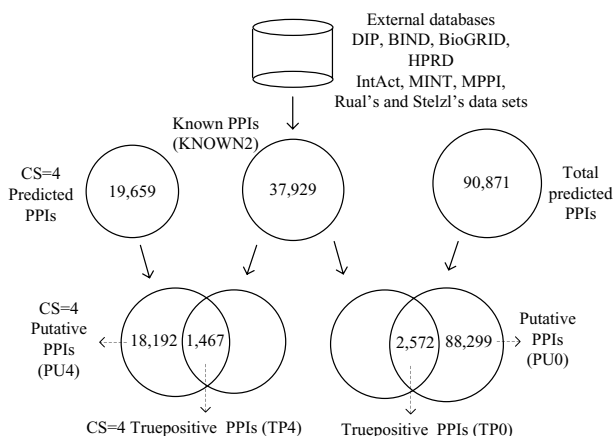 External databases
DIP, BIND, BioGRID,
HPRD
IntAct, MINT, MPPI,
Rual's and Stelzl's data sets
Known PPIs
(KNOWN2)
CS=4
Predicted
PPIs
19,659
37,929
90,871
Total
predicted
PPIs
CS=4
Putative
PPIs
(PU4)
18,192
1,467
2,572
88,299
Putative
PPIs
(PU0)
CS=4 Truepositive PPIs (TP4)
Truepositive PPIs (TP0)